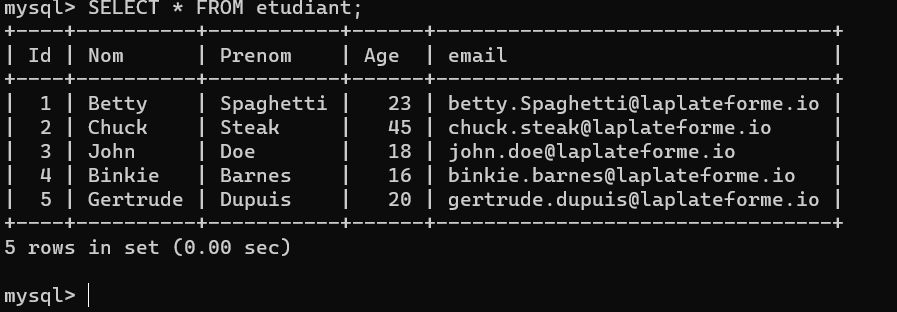 mysql> SELECT * FROM etudiant;
+----+----------+-----------+------+---------------------------------+
| Id | Nom      | Prenom    | Age  | email                           |
+----+----------+-----------+------+---------------------------------+
|  1 | Betty    | Spaghetti |   23 | betty.Spaghetti@laplateforme.io |
|  2 | Chuck    | Steak     |   45 | chuck.steak@laplateforme.io     |
|  3 | John     | Doe       |   18 | john.doe@laplateforme.io        |
|  4 | Binkie   | Barnes    |   16 | binkie.barnes@laplateforme.io   |
|  5 | Gertrude | Dupuis    |   20 | gertrude.dupuis@laplateforme.io |
+----+----------+-----------+------+---------------------------------+
5 rows in set (0.00 sec)
mysql>